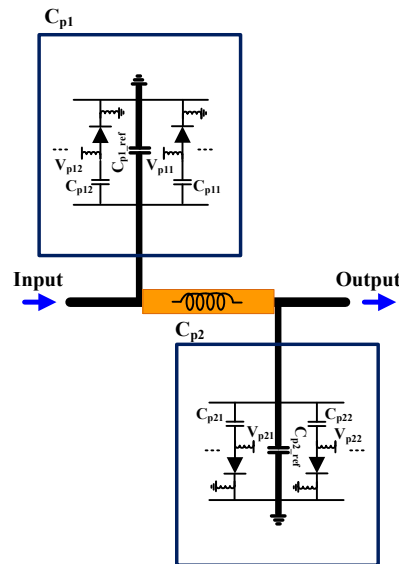 Cp1
Vp12
Cp1_ref
Vp11
Cp12
Cp11
Input
Output
Cp2
Cp21
Cp22
Vp21
Cp2_ref
Vp22